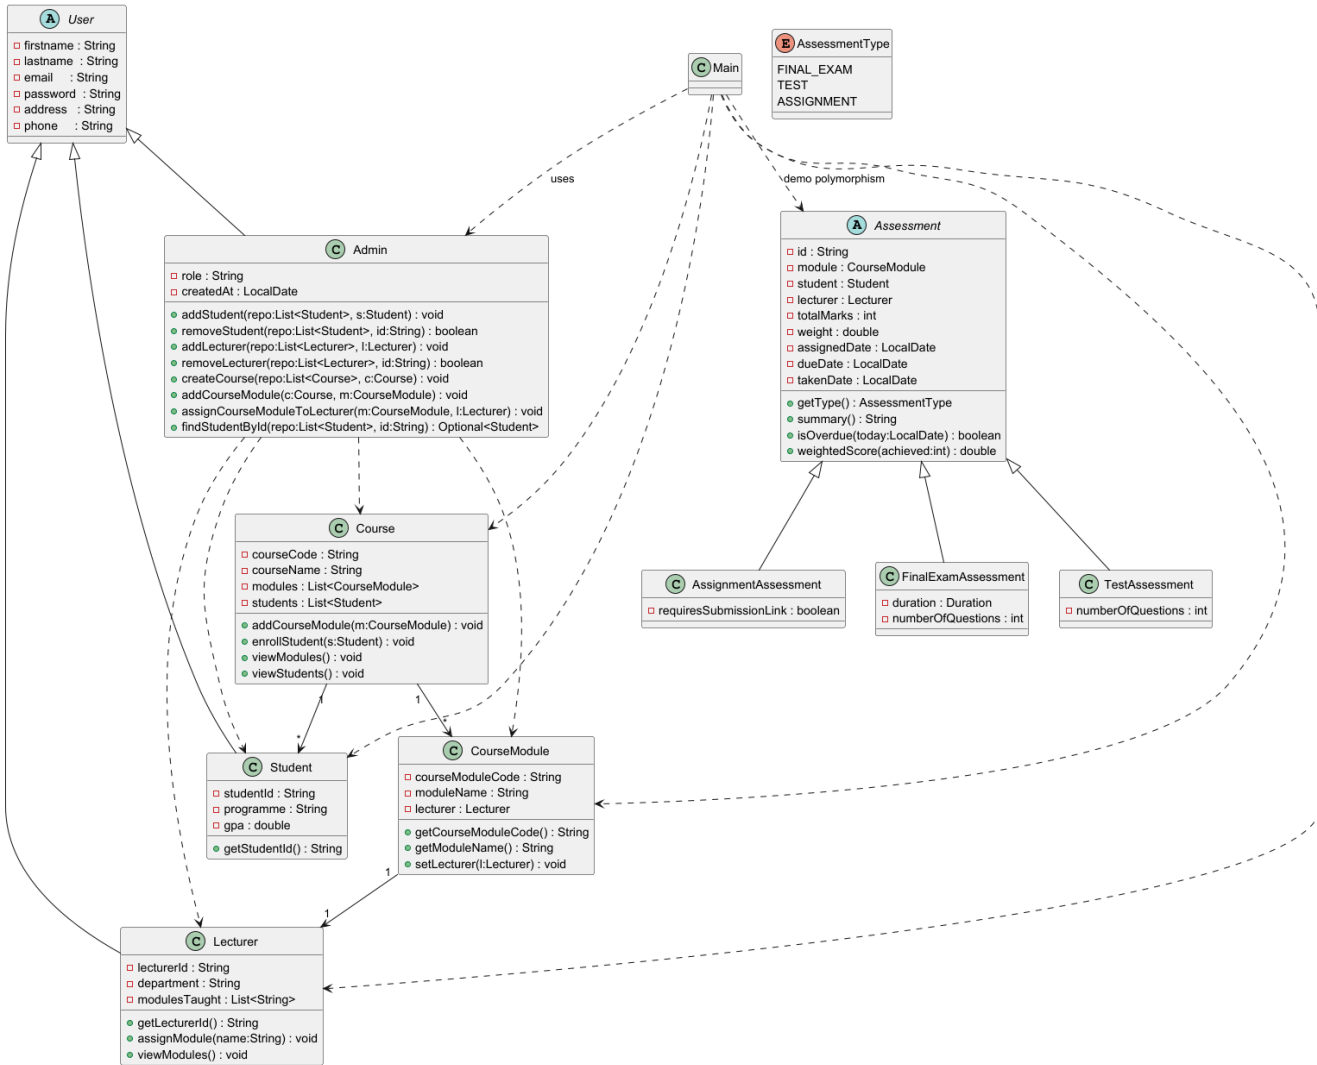 A User
firstname : String
lastname : String
email : String
password : String
address : String
phone : String
C Main
E AssessmentType
FINAL_EXAM
TEST
ASSIGNMENT
uses
demo polymorphism
C Admin
role : String
createdAt : LocalDate
addStudent(repo:List<Student>, s:Student) : void
removeStudent(repo:List<Student>, id:String) : boolean
addLecturer(repo:List<Lecturer>, l:Lecturer) : void
removeLecturer(repo:List<Lecturer>, id:String) : boolean
createCourse(repo:List<Course>, c:Course) : void
addCourseModule(c:Course, m:CourseModule) : void
assignCourseModuleToLecturer(m:CourseModule, l:Lecturer) : void
findStudentById(repo:List<Student>, id:String) : Optional<Student>
A Assessment
id : String
module : CourseModule
student : Student
lecturer : Lecturer
totalMarks : int
weight : double
assignedDate : LocalDate
dueDate : LocalDate
takenDate : LocalDate
getType() : AssessmentType
summary() : String
isOverdue(today:LocalDate) : boolean
weightedScore(achieved:int) : double
C Course
courseCode : String
courseName : String
modules : List<CourseModule>
students : List<Student>
addCourseModule(m:CourseModule) : void
enrollStudent(s:Student) : void
viewModules() : void
viewStudents() : void
C AssignmentAssessment
requiresSubmissionLink : boolean
C FinalExamAssessment
duration : Duration
numberOfQuestions : int
C TestAssessment
numberOfQuestions : int
1
1
*
*
C Student
studentId : String
programme : String
gpa : double
getStudentId() : String
C CourseModule
courseModuleCode : String
moduleName : String
lecturer : Lecturer
getCourseModuleCode() : String
getModuleName() : String
setLecturer(l:Lecturer) : void
1
1
C Lecturer
lecturerId : String
department : String
modulesTaught : List<String>
getLecturerId() : String
assignModule(name:String) : void
viewModules() : void